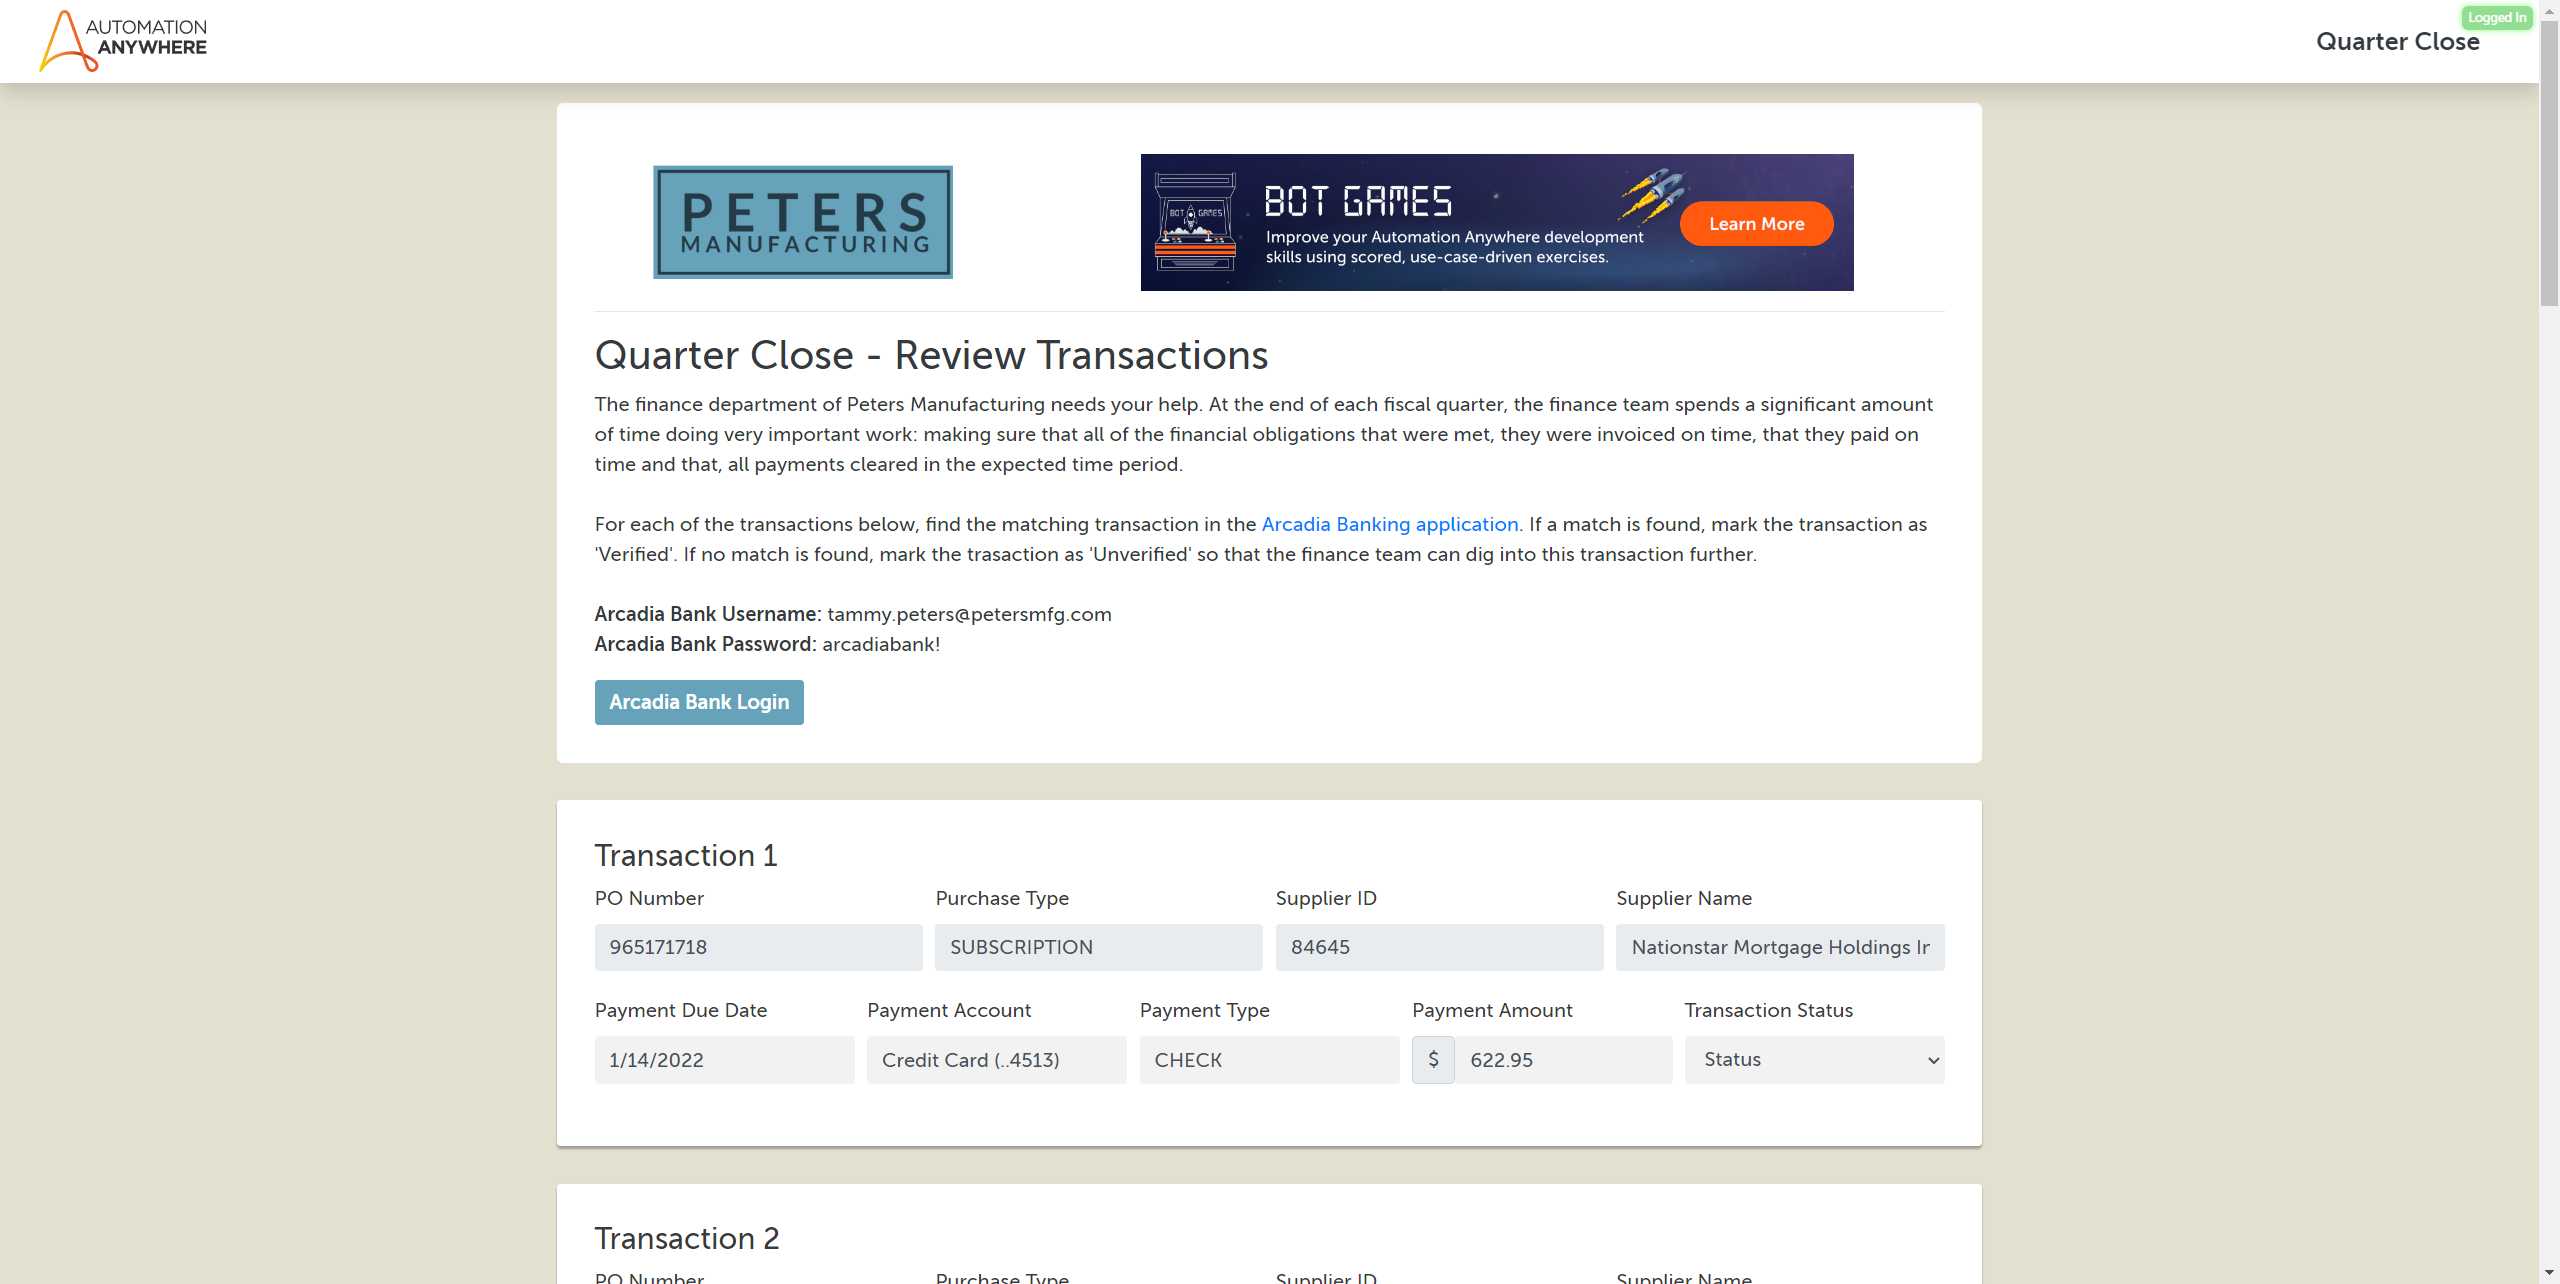 AUTOMATION
ANYWHERE
Logged In
Quarter Close
PETERS
MANUFACTURING
BOT GAMES
BOT GAMES
Improve your Automation Anywhere development
skills using scored, use-case-driven exercises.
Learn More
Quarter Close - Review Transactions
The finance department of Peters Manufacturing needs your help. At the end of each fiscal quarter, the finance team spends a significant amount
of time doing very important work: making sure that all of the financial obligations that were met, they were invoiced on time, that they paid on
time and that, all payments cleared in the expected time period.
For each of the transactions below, find the matching transaction in the Arcadia Banking application. If a match is found, mark the transaction as
'Verified'. If no match is found, mark the trasaction as 'Unverified' so that the finance team can dig into this transaction further.
Arcadia Bank Username: tammy.peters@petersmfg.com
Arcadia Bank Password: arcadiabank!
Arcadia Bank Login
Transaction 1
PO Number Purchase Type Supplier ID Supplier Name
965171718 SUBSCRIPTION 84645 Nationstar Mortgage Holdings Ir
Payment Due Date Payment Account Payment Type Payment Amount Transaction Status
1/14/2022 Credit Card (..4513) CHECK $ 622.95 Status
Transaction 2
PO Number Purchase Type Supplier ID Supplier Name